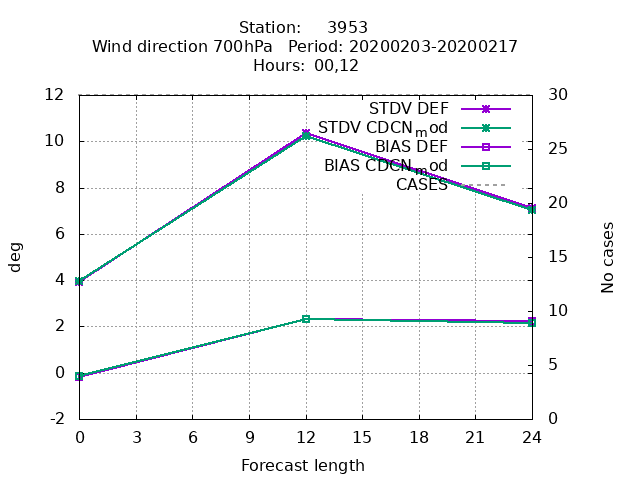 Station: 3953
Wind direction 700hPa Period: 20200203-20200217
Hours: 00,12
12 30
STDV DEF
STDV CDCN_mod
10 25
BIAS DEF
BIAS CDCN_mod
8 CASES
20
6
15
4
10
2
5
0
-2 0
0 3 6 9 12 15 18 21 24
deg
No cases
Forecast length